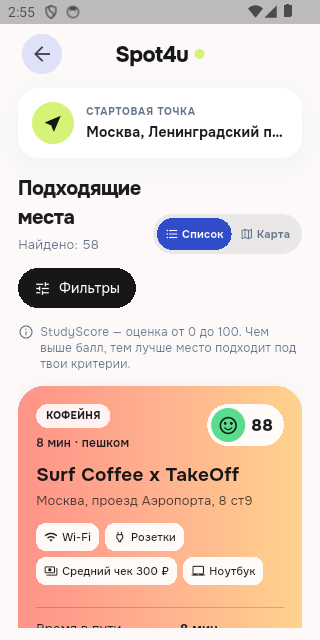 2:55
Spot4u
СТАРТОВАЯ ТОЧКА
Москва, Ленинградский п...
Подходящие
места
Найдено: 58
Список
Карта
Фильтры
StudyScore — оценка от 0 до 100. Чем
выше балл, тем лучше место подходит под
твои критерии.
КОФЕЙНЯ
88
8 мин · пешком
Surf Coffee x TakeOff
Москва, проезд Аэропорта, 8 ст9
Wi-Fi
Розетки
Средний чек 300 ₽
Ноутбук
Время в пути
8 мин